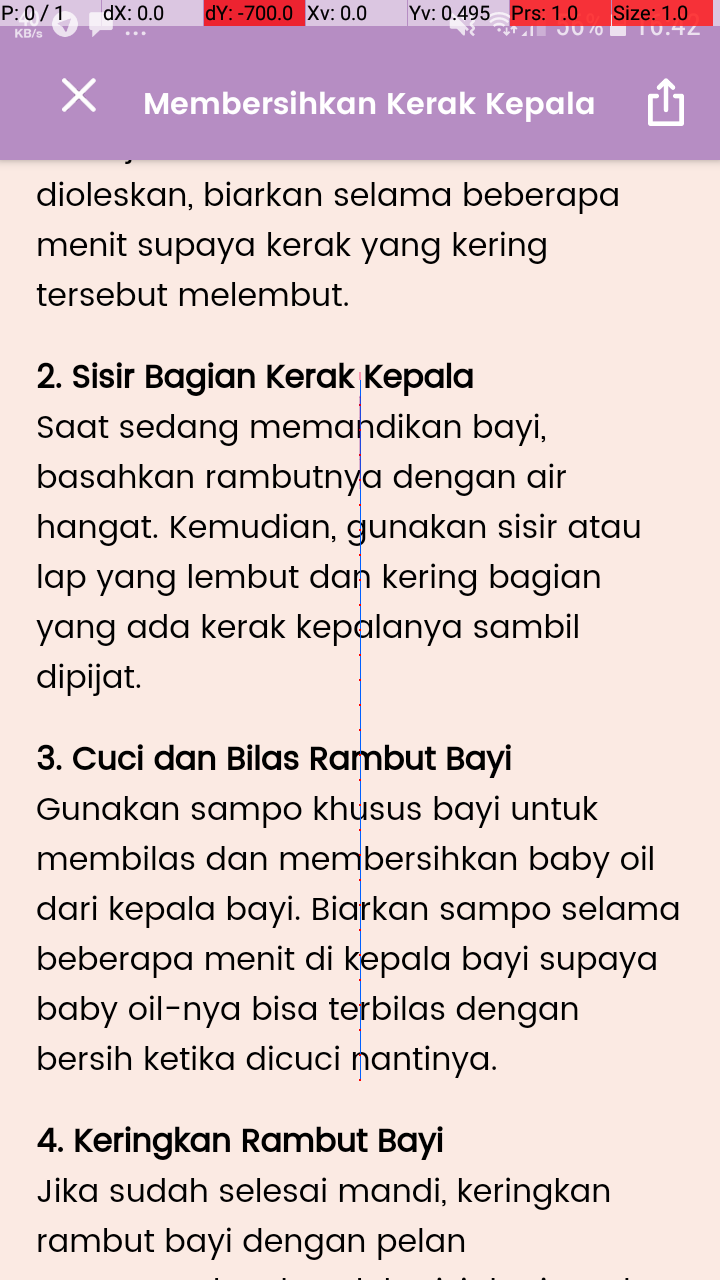 P: 0 / 1 dX: 0.0 dY: -700.0 Xv: 0.0 Yv: 0.495 Prs: 1.0 Size: 1.0
KB/s
Membersihkan Kerak Kepala
dioleskan, biarkan selama beberapa
menit supaya kerak yang kering
tersebut melembut.
2. Sisir Bagian Kerak Kepala
Saat sedang memandikan bayi,
basahkan rambutnya dengan air
hangat. Kemudian, gunakan sisir atau
lap yang lembut dan kering bagian
yang ada kerak kepalanya sambil
dipijat.
3. Cuci dan Bilas Rambut Bayi
Gunakan sampo khusus bayi untuk
membilas dan membersihkan baby oil
dari kepala bayi. Biarkan sampo selama
beberapa menit di kepala bayi supaya
baby oil-nya bisa terbilas dengan
bersih ketika dicuci nantinya.
4. Keringkan Rambut Bayi
Jika sudah selesai mandi, keringkan
rambut bayi dengan pelan